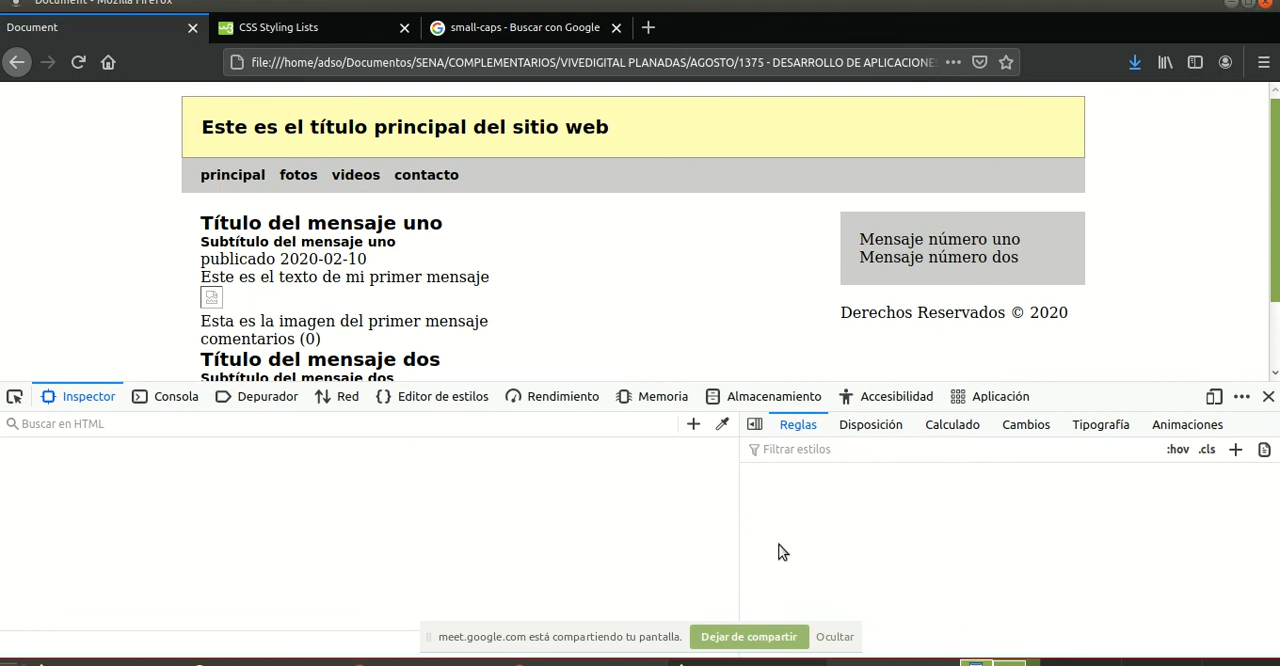 Document - Mozilla Firefox
Document
CSS Styling Lists
small-caps - Buscar con Google
file:///home/adso/Documentos/SENA/COMPLEMENTARIOS/VIVEDIGITAL PLANADAS/AGOSTO/1375 - DESARROLLO DE APLICACIONE
Este es el título principal del sitio web
principal fotos videos contacto
Título del mensaje uno
Subtítulo del mensaje uno
publicado 2020-02-10
Este es el texto de mi primer mensaje
Esta es la imagen del primer mensaje
comentarios (0)
Título del mensaje dos
Subtítulo del mensaje dos
Mensaje número uno
Mensaje número dos
Derechos Reservados © 2020
Inspector Consola Depurador Red Editor de estilos Rendimiento Memoria Almacenamiento Accesibilidad Aplicación
Buscar en HTML
Reglas Disposición Calculado Cambios Tipografía Animaciones
Filtrar estilos :hov .cls
meet.google.com está compartiendo tu pantalla. Dejar de compartir Ocultar